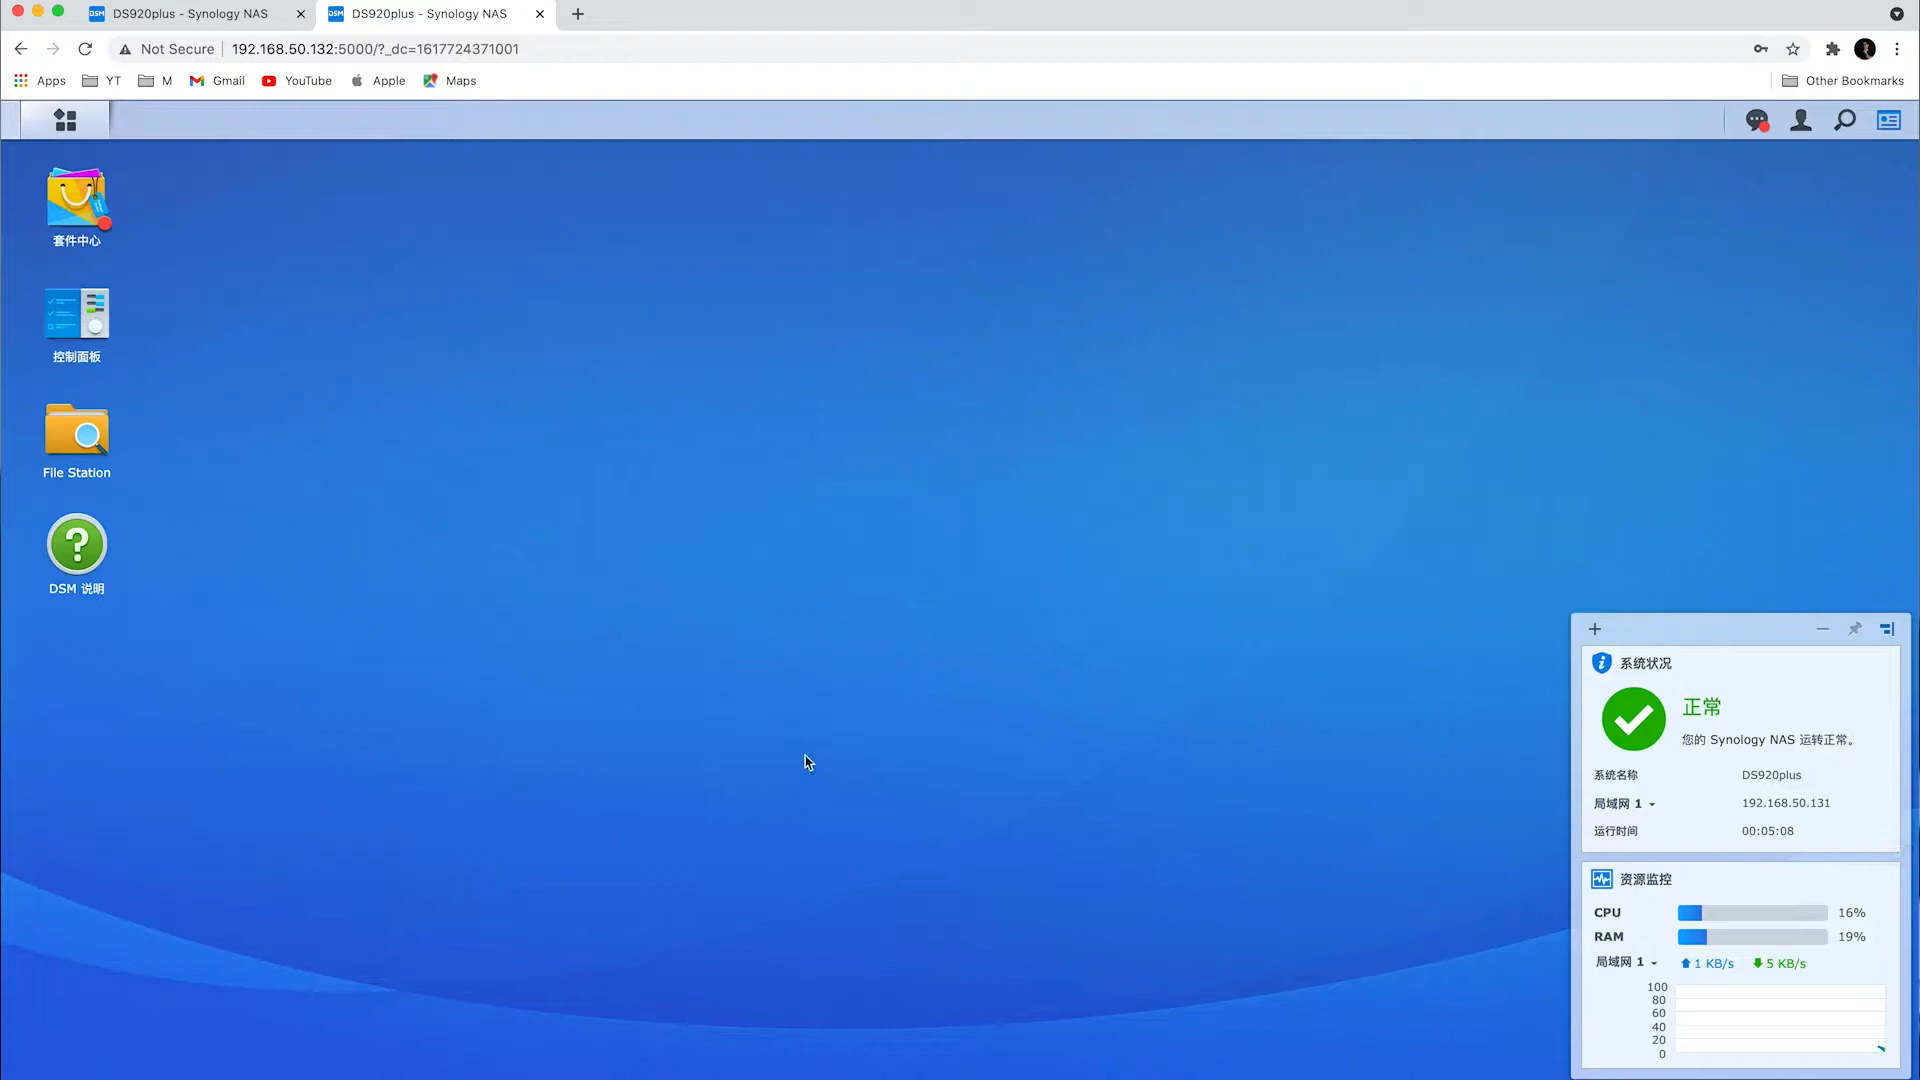 DSM DS920plus - Synology NAS
DSM DS920plus - Synology NAS
Not Secure 192.168.50.132:5000/?_dc=1617724371001
Apps YT M Gmail YouTube Apple Maps Other Bookmarks
套件中心
控制面板
File Station
DSM 说明
系统状况
正常
您的 Synology NAS 运转正常。
系统名称 DS920plus
局域网 1 192.168.50.131
运行时间 00:05:08
资源监控
CPU 16%
RAM 19%
局域网 1 1 KB/s 5 KB/s
100
80
60
40
20
0